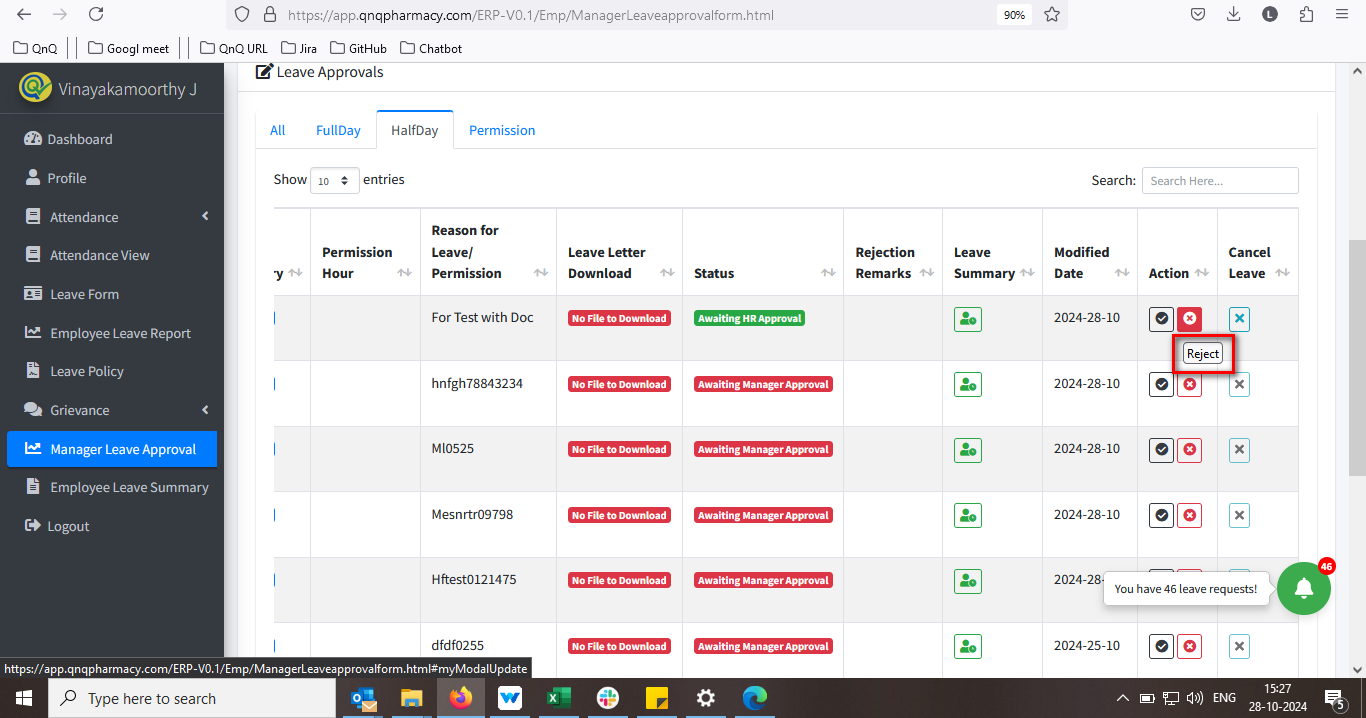 https://app.qnqpharmacy.com/ERP-V0.1/Emp/ManagerLeaveapprovalform.html 90% L
QnQ Googl meet QnQ URL Jira GitHub Chatbot
Vinayakamoorthy J
Dashboard
Profile
Attendance
Attendance View
Leave Form
Employee Leave Report
Leave Policy
Grievance
Manager Leave Approval
Employee Leave Summary
Logout
Leave Approvals
All FullDay HalfDay Permission
Show 10 entries Search: Search Here...
Reason for
Permission Leave/ Leave Letter Rejection Leave Modified Cancel
ry Hour Permission Download Status Remarks Summary Date Action Leave
For Test with Doc No File to Download Awaiting HR Approval 2024-28-10
Reject
hnfgh78843234 No File to Download Awaiting Manager Approval 2024-28-10
Ml0525 No File to Download Awaiting Manager Approval 2024-28-10
Mesnrtr09798 No File to Download Awaiting Manager Approval 2024-28-10
Hftest0121475 No File to Download Awaiting Manager Approval 2024-28-
You have 46 leave requests! 46
dfdf0255 No File to Download Awaiting Manager Approval 2024-25-10
https://app.qnqpharmacy.com/ERP-V0.1/Emp/ManagerLeaveapprovalform.html#myModalUpdate
Type here to search ENG 15:27
28-10-2024 5